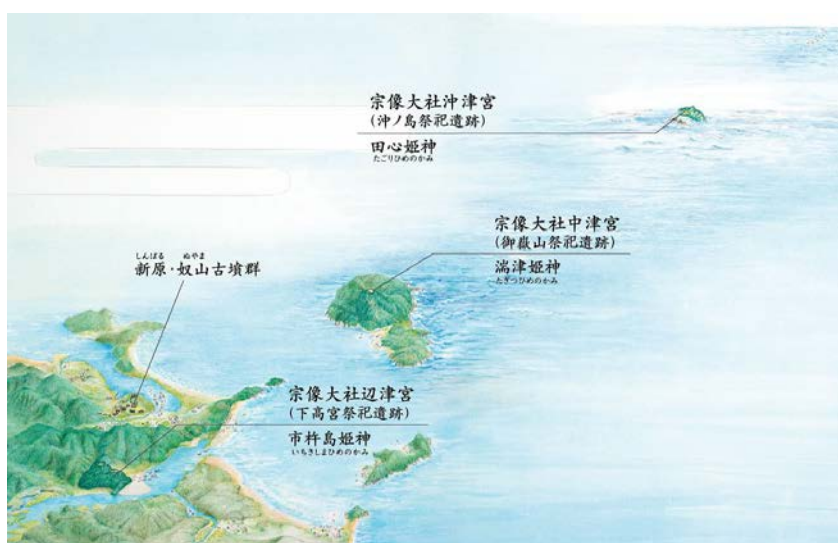 宗像大社沖津宮
(沖ノ島祭祀遺跡)
田心姫神
たごりひめのかみ
宗像大社中津宮
(御嶽山祭祀遺跡)
湍津姫神
たぎつひめのかみ
しんばる ぬやま
新原・奴山古墳群
宗像大社辺津宮
(下高宮祭祀遺跡)
市杵島姫神
いちきしまひめのかみ